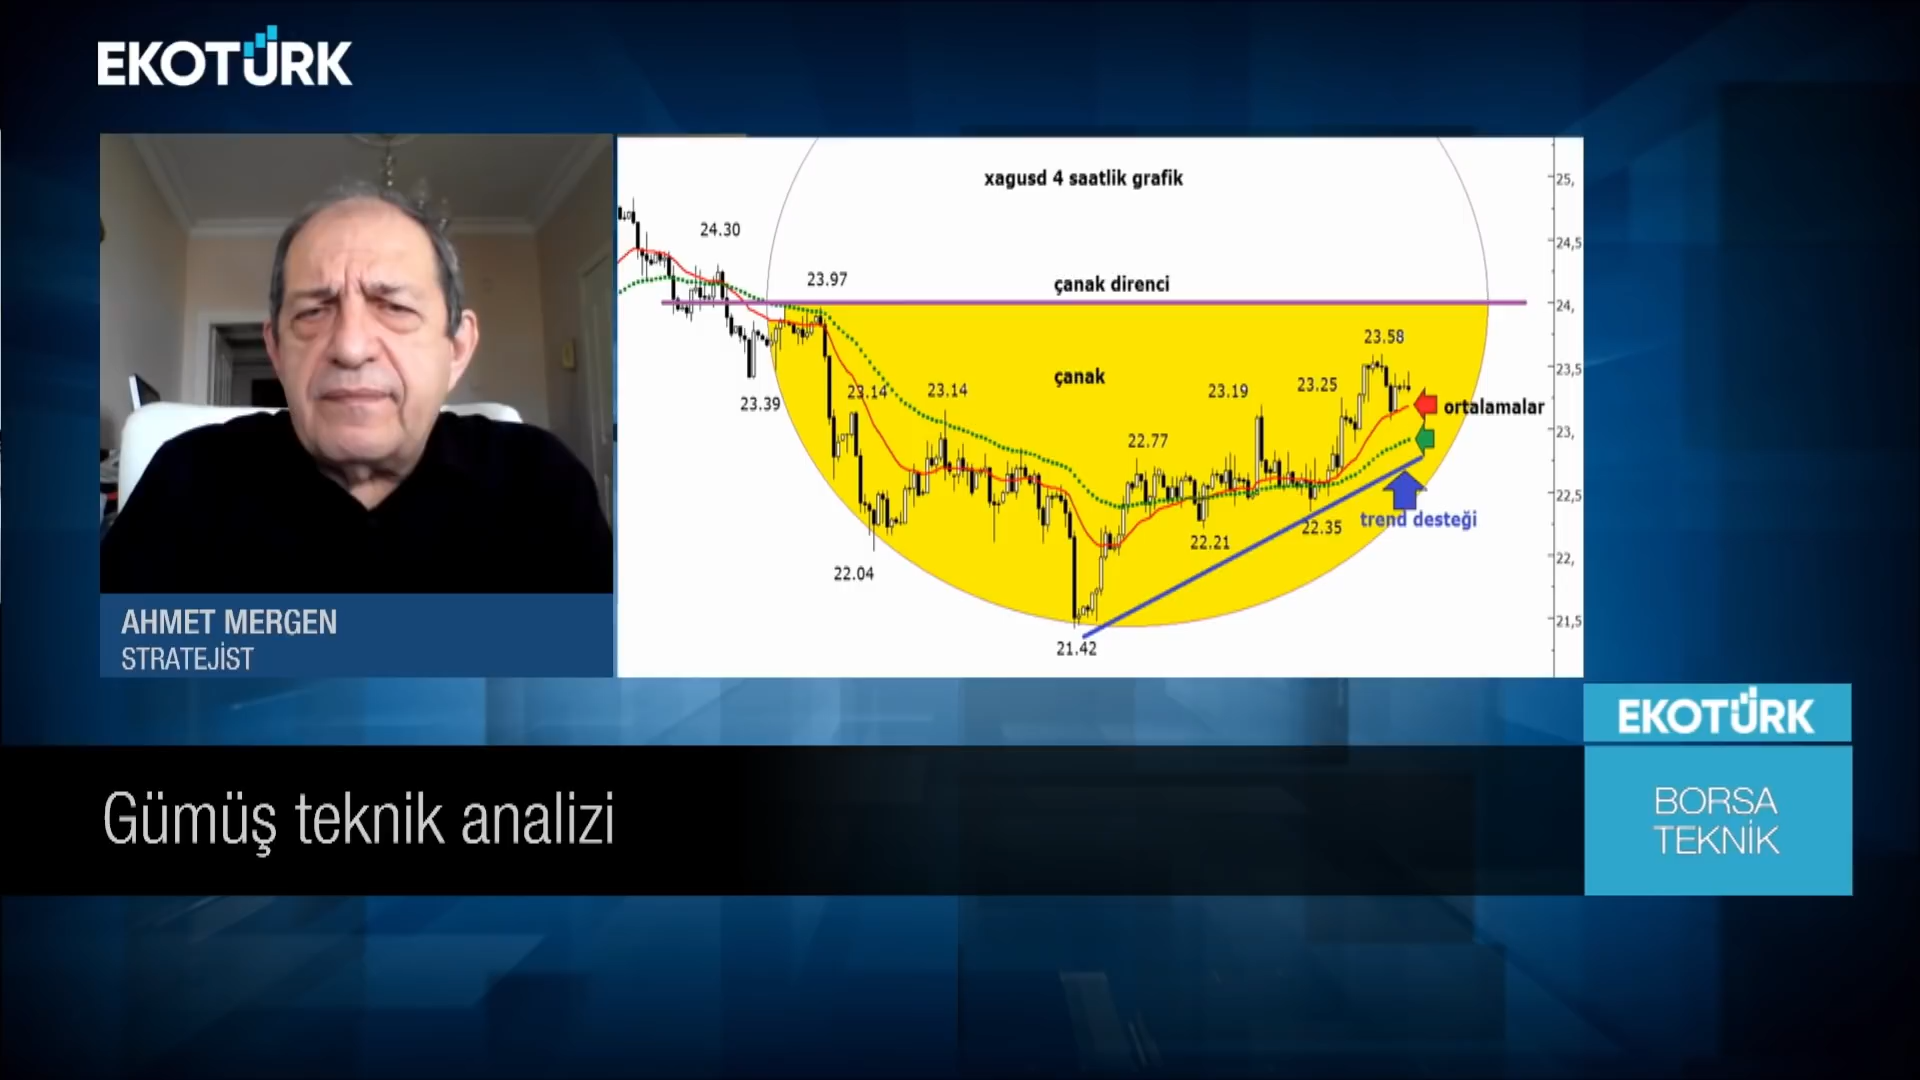 EKOTÜRK
xagusd 4 saatlik grafik
24.30
23.97
çanak direnci
23.58
çanak
23.39
23.14
23.14
23.19
23.25
ortalamalar
22.77
22.21
22.35
trend desteği
22.04
21.42
25,
24,5
24,
23,5
23,
22,5
22,
21,5
AHMET MERGEN
STRATEJİST
EKOTÜRK
Gümüş teknik analizi
BORSA
TEKNİK